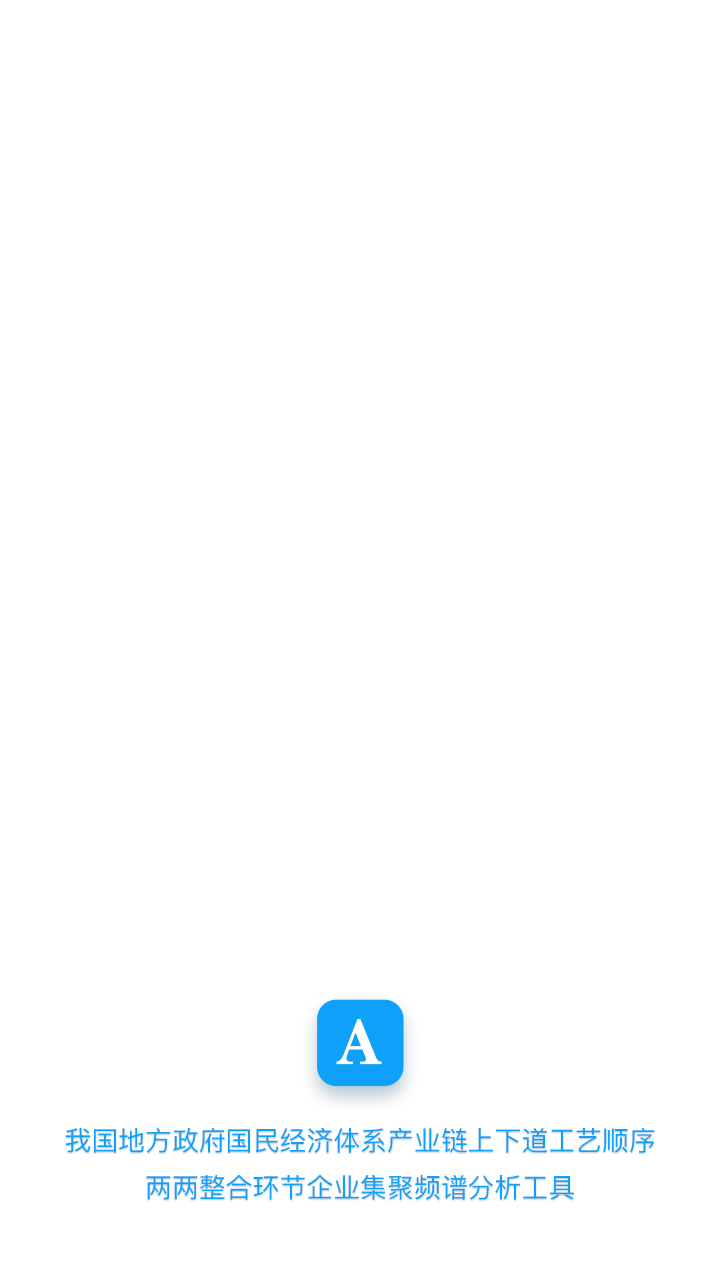 A
我国地方政府国民经济体系产业链上下道工艺顺序
两两整合环节企业集聚频谱分析工具